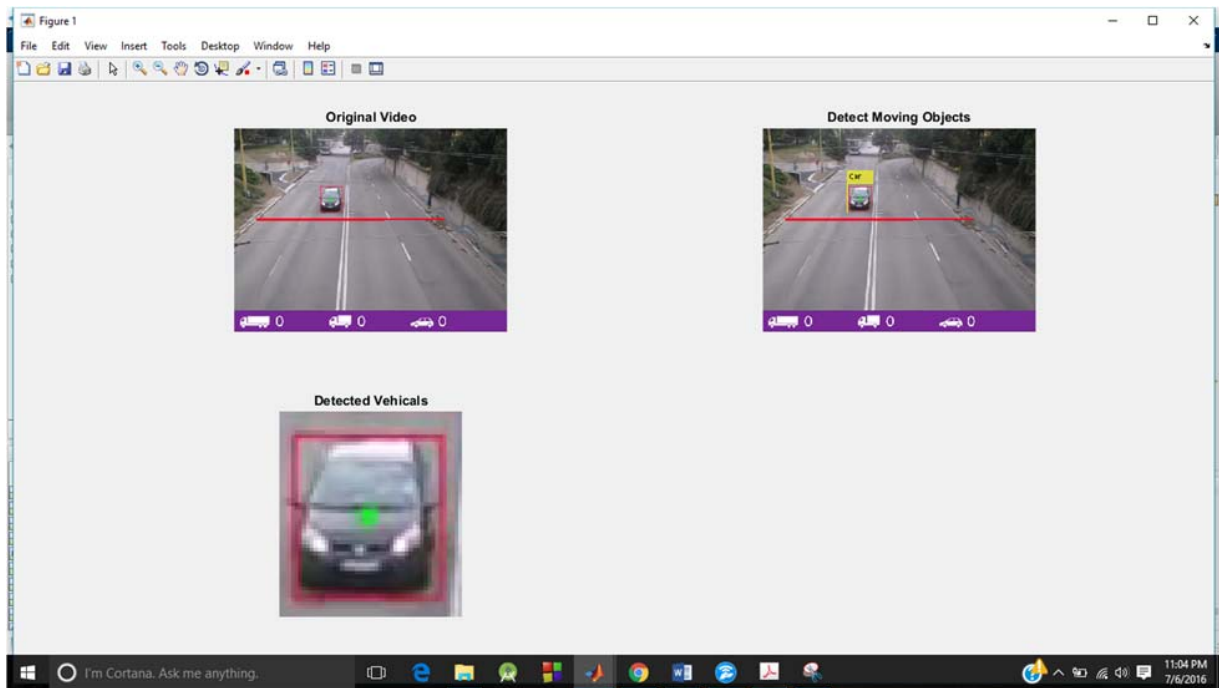 Figure 1
File Edit View Insert Tools Desktop Window Help
Original Video
Detect Moving Objects
Car
0 0 0
0 0 0
Detected Vehicals
I'm Cortana. Ask me anything.
11:04 PM
7/6/2016